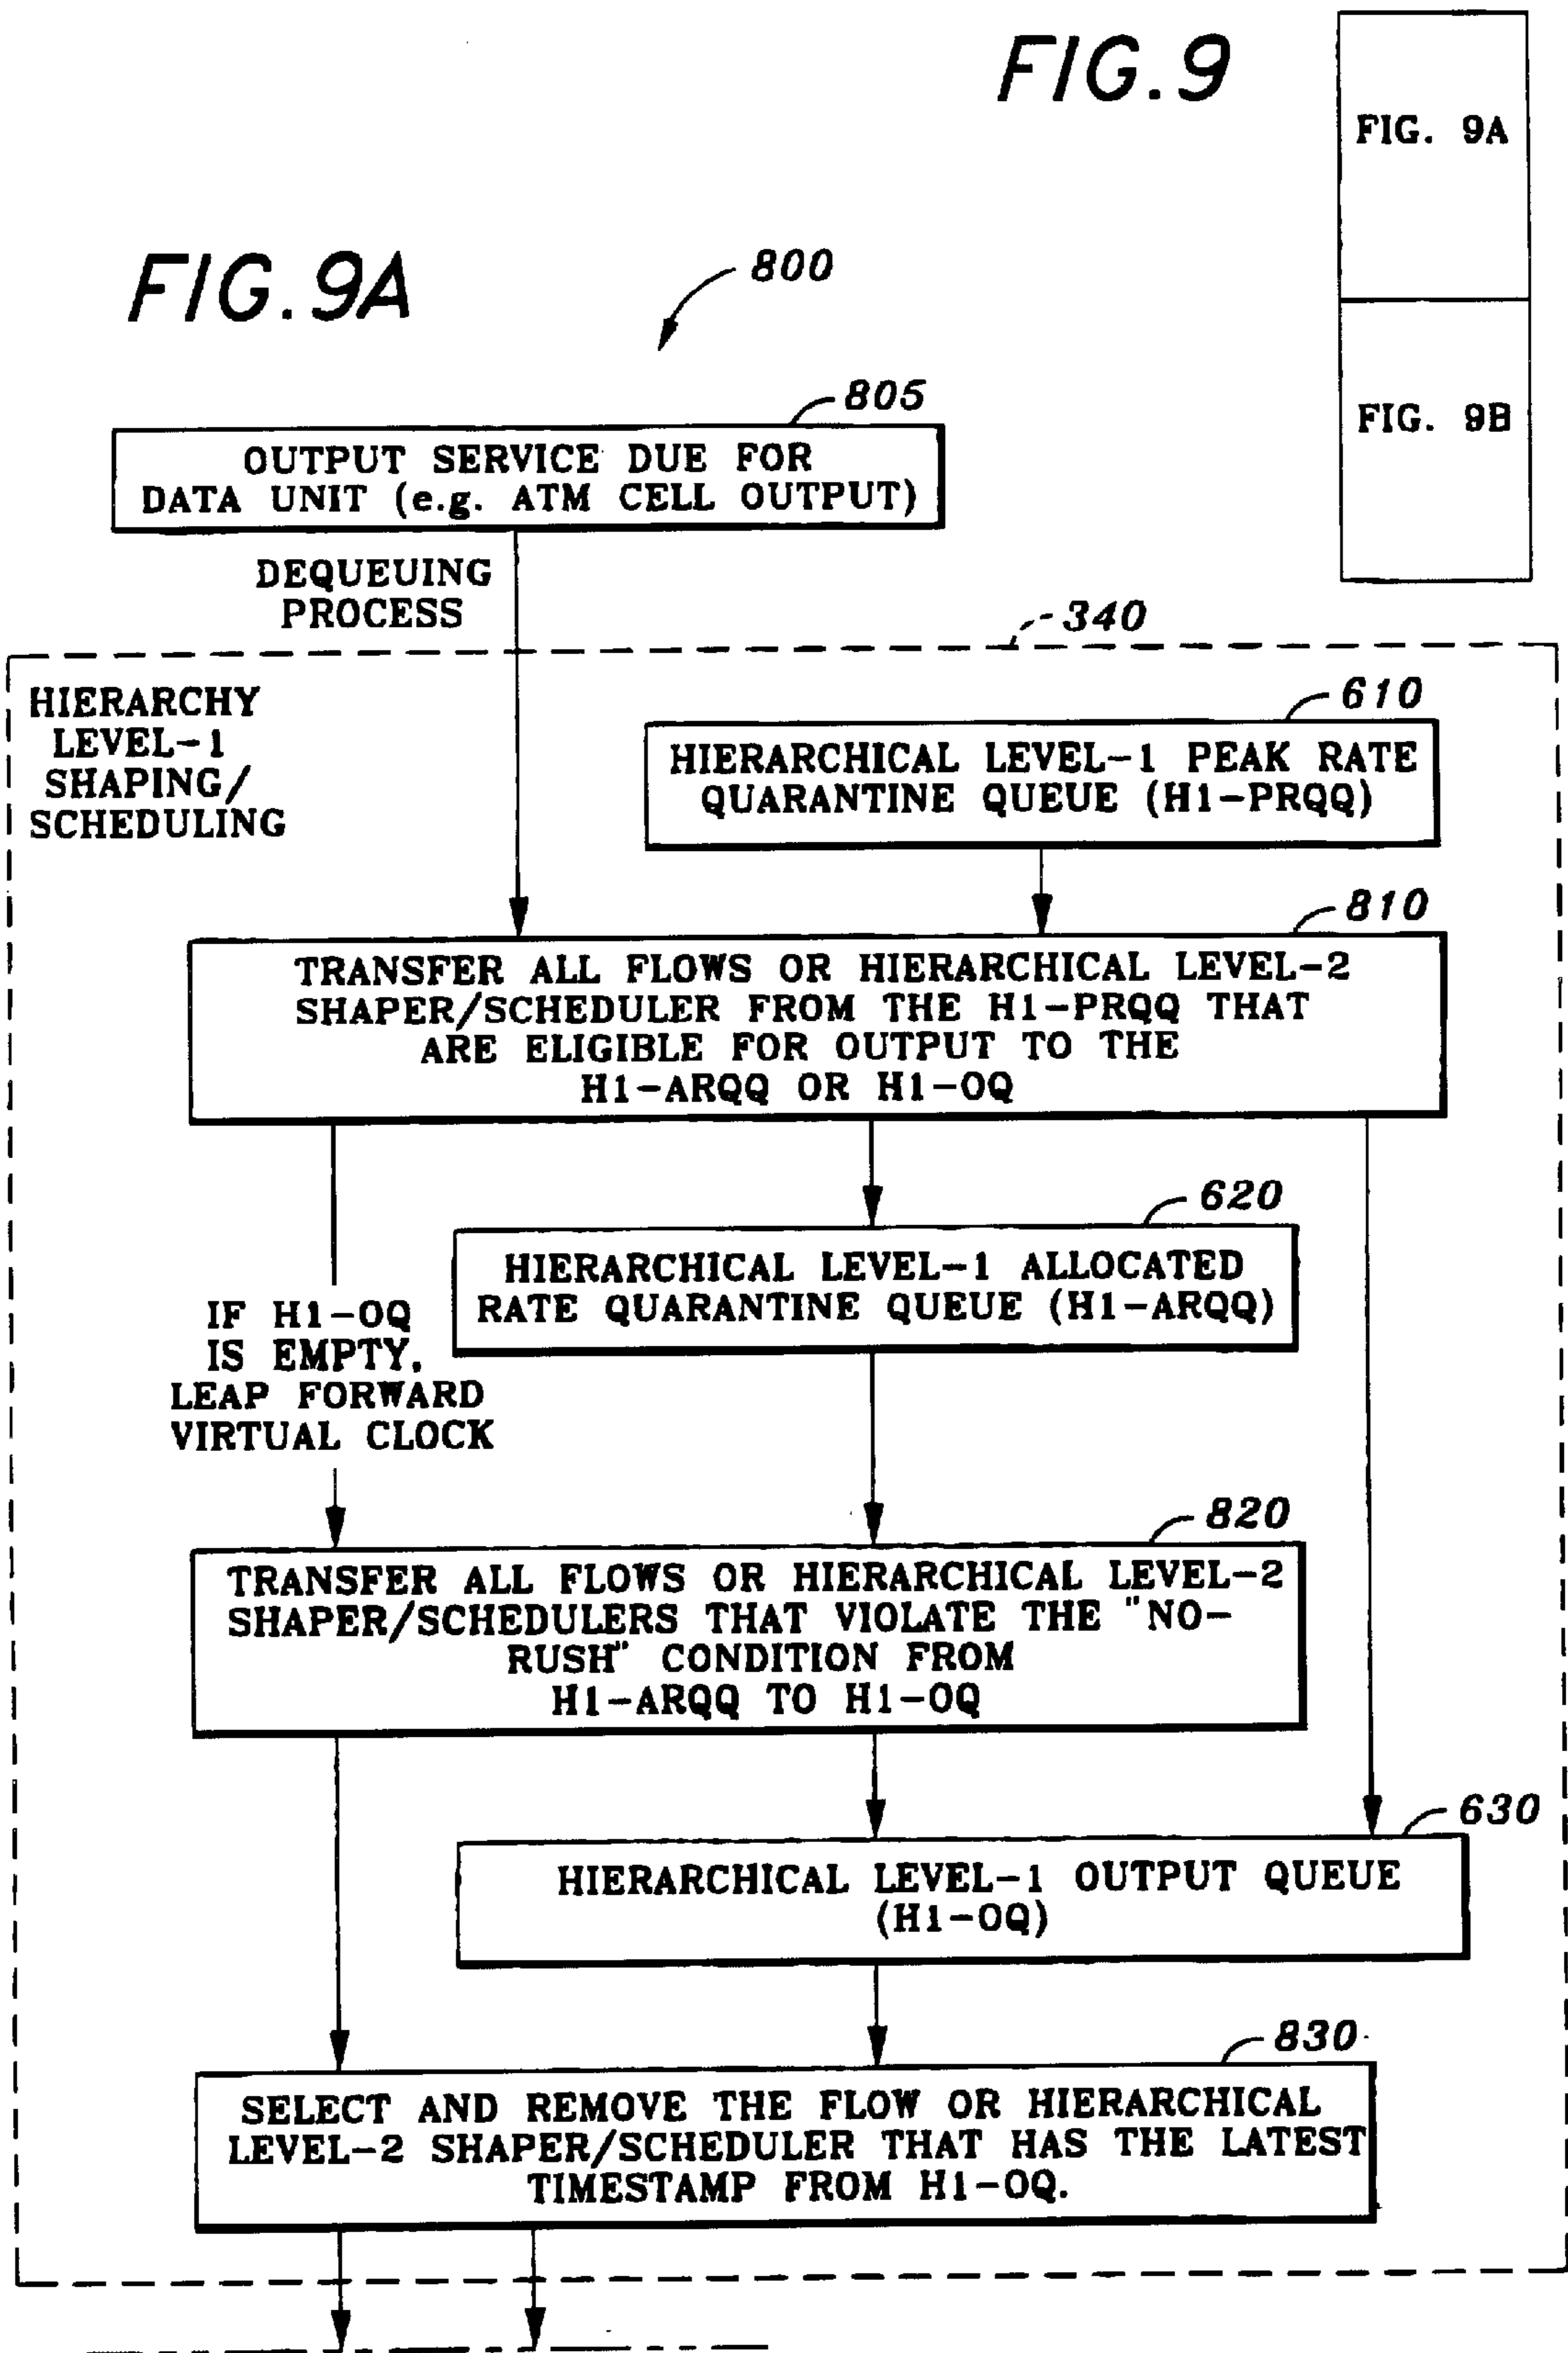 FIG. 9
FIG. 9A
FIG. 9B
FIG. 9A
800
805
OUTPUT SERVICE DUE FOR
DATA UNIT (e.g. ATM CELL OUTPUT)
DEQUEUING
PROCESS
340
HIERARCHY
LEVEL-1
SHAPING/
SCHEDULING
610
HIERARCHICAL LEVEL-1 PEAK RATE
QUARANTINE QUEUE (H1-PRQQ)
810
TRANSFER ALL FLOWS OR HIERARCHICAL LEVEL-2
SHAPER/SCHEDULER FROM THE H1-PRQQ THAT
ARE ELIGIBLE FOR OUTPUT TO THE
H1-ARQQ OR H1-OQ
620
HIERARCHICAL LEVEL-1 ALLOCATED
RATE QUARANTINE QUEUE (H1-ARQQ)
IF H1-OQ
IS EMPTY,
LEAP FORWARD
VIRTUAL CLOCK
820
TRANSFER ALL FLOWS OR HIERARCHICAL LEVEL-2
SHAPER/SCHEDULERS THAT VIOLATE THE "NO-
RUSH" CONDITION FROM
H1-ARQQ TO H1-OQ
630
HIERARCHICAL LEVEL-1 OUTPUT QUEUE
(H1-OQ)
830
SELECT AND REMOVE THE FLOW OR HIERARCHICAL
LEVEL-2 SHAPER/SCHEDULER THAT HAS THE LATEST
TIMESTAMP FROM H1-OQ.